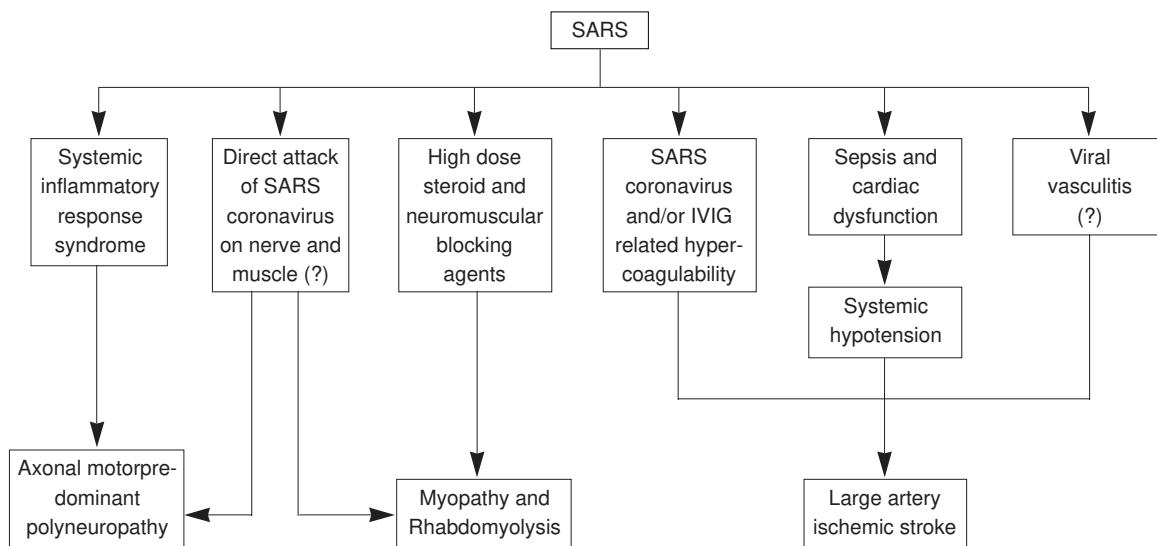 SARS
Systemic
inflammatory
response
syndrome
Direct attack
of SARS
coronavirus
on nerve and
muscle (?)
High dose
steroid and
neuromuscular
blocking
agents
SARS
coronavirus
and/or IVIG
related hyper-
coagulability
Sepsis and
cardiac
dysfunction
Viral
vasculitis
(?)
Systemic
hypotension
Axonal motorpre-
dominant
polyneuropathy
Myopathy and
Rhabdomyolysis
Large artery
ischemic stroke